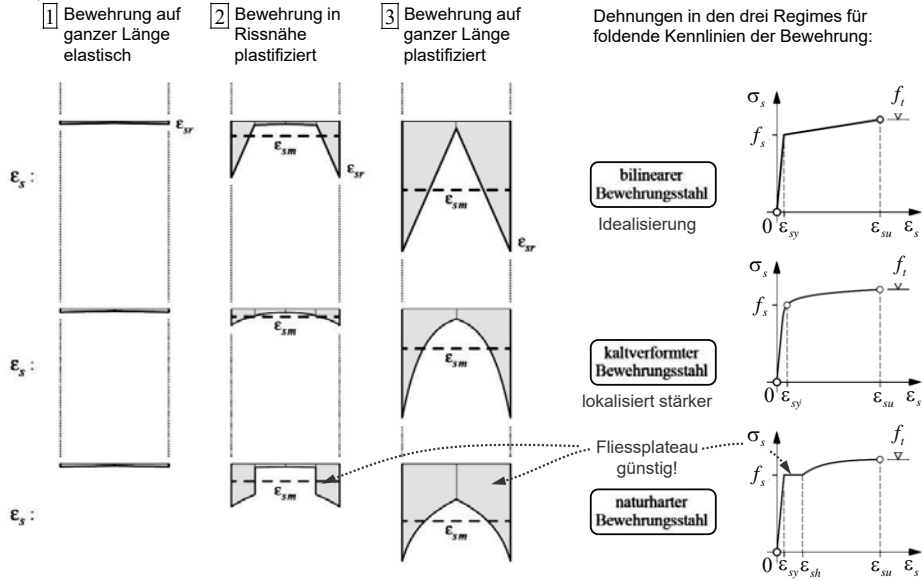 1 Bewehrung auf
ganzer Länge
elastisch
2 Bewehrung in
Rissnähe
plastifiziert
3 Bewehrung auf
ganzer Länge
plastifiziert
Dehnungen in den drei Regimes für
foldende Kennlinien der Bewehrung:
εs :
εsr
εsm
εsr
εsm
εsr
bilinearer
Bewehrungsstahl
Idealisierung
σs
ft
fs
0 εsy εsu εs
εs :
εsm
εsm
kaltverformter
Bewehrungsstahl
lokalisiert stärker
σs
ft
fs
0 εsy εsu εs
εs :
εsm
εsm
Fliessplateau
günstig!
naturharter
Bewehrungsstahl
σs
ft
fs
0 εsy εsh εsu εs